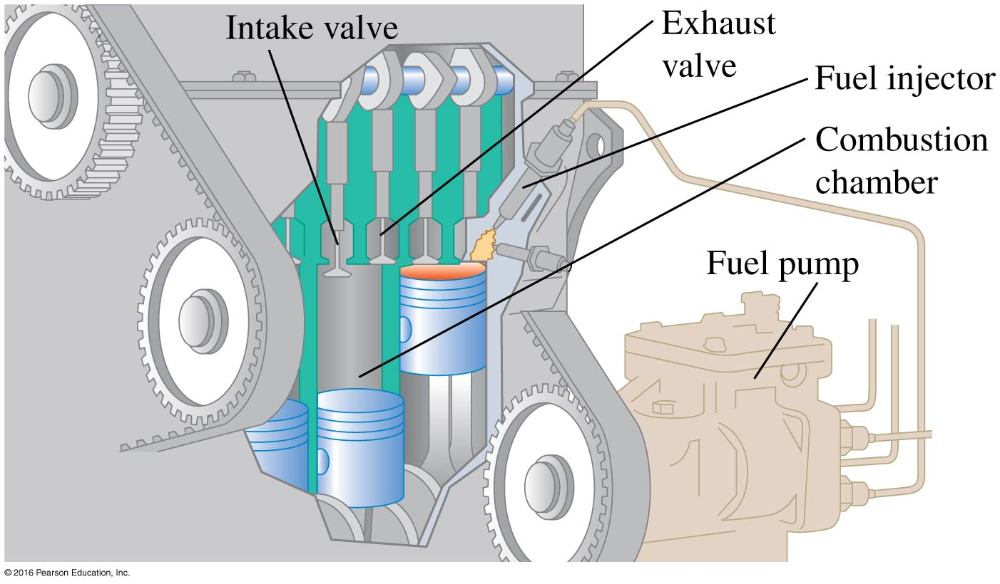 Intake valve
Exhaust
valve
Fuel injector
Combustion
chamber
Fuel pump
© 2016 Pearson Education, Inc.